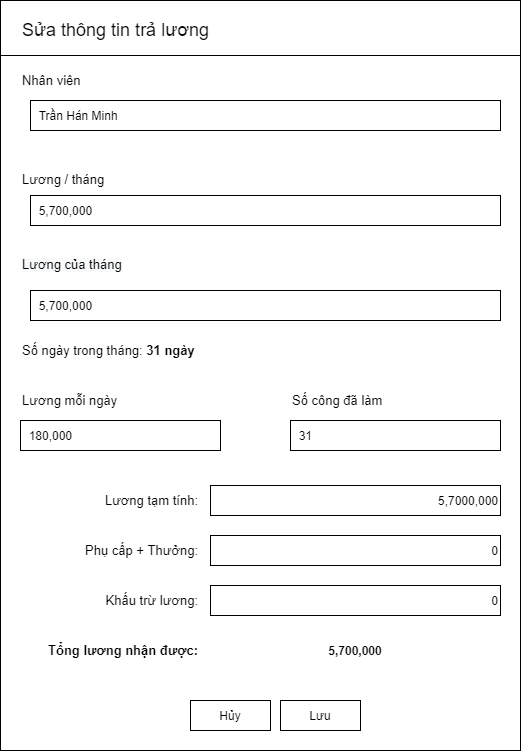 Sửa thông tin trả lương
Nhân viên
Trần Hán Minh
Lương / tháng
5,700,000
Lương của tháng
5,700,000
Số ngày trong tháng: 31 ngày
Lương mỗi ngày
Số công đã làm
180,000
31
Lương tạm tính:
5,7000,000
Phụ cấp + Thưởng:
0
Khấu trừ lương:
0
Tổng lương nhận được:
5,700,000
Hủy
Lưu